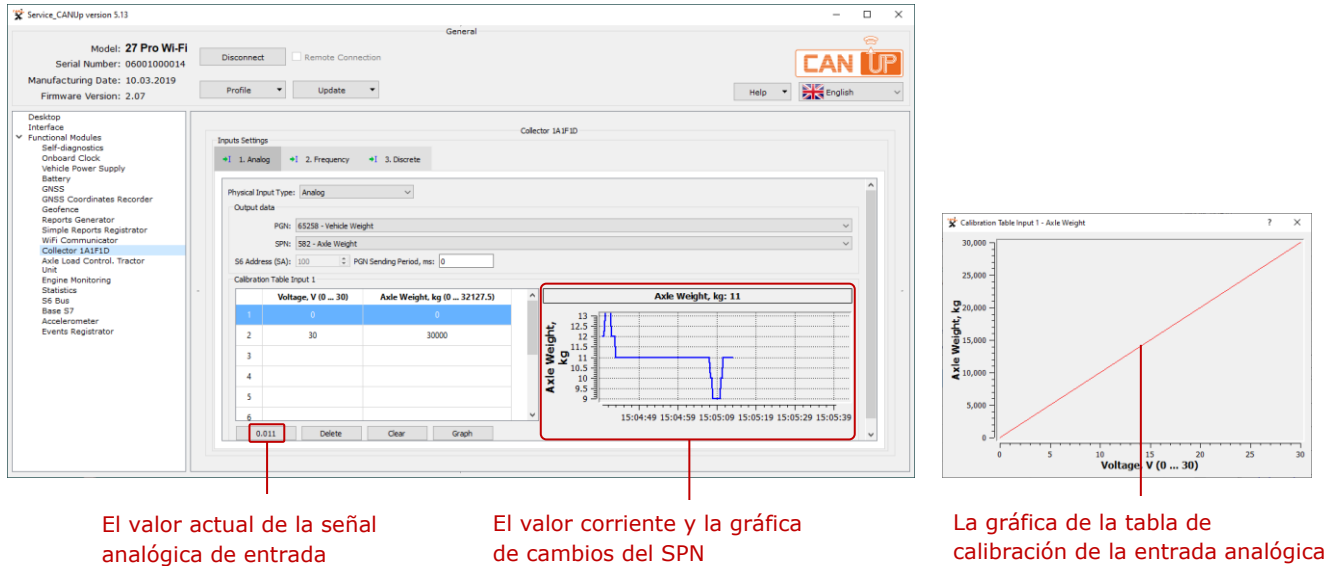 Service_CANUp version 5.13
General
Model: 27 Pro Wi-Fi
Serial Number: 06001000014
Manufacturing Date: 10.03.2019
Firmware Version: 2.07
Disconnect
Remote Connection
Profile
Update
CAN UP
Help
English
Desktop
Interface
Functional Modules
Self-diagnostics
Onboard Clock
Vehicle Power Supply
Battery
GNSS
GNSS Coordinates Recorder
Geofence
Reports Generator
Simple Reports Registrator
WiFi Communicator
Collector 1A1F1D
Axle Load Control. Tractor
Unit
Engine Monitoring
Statistics
S6 Bus
Base S7
Accelerometer
Events Registrator
Collector 1A1F1D
Inputs Settings
1. Analog
2. Frequency
3. Discrete
Physical Input Type: Analog
Output data
PGN: 65258 - Vehicle Weight
SPN: 582 - Axle Weight
S6 Address (SA): 100 PGN Sending Period, ms: 0
Calibration Table Input 1
Voltage, V (0 ... 30) Axle Weight, kg (0 ... 32127.5)
1 0 0
2 30 30000
3
4
5
6
0.011 Delete Clear Graph
Axle Weight, kg: 11
Axle Weight,
kg
13
12.5
12
11.5
11
10.5
10
9.5
9
15:04:49 15:04:59 15:05:09 15:05:19 15:05:29 15:05:39
Calibration Table Input 1 - Axle Weight
? ×
Axle Weight, kg
30,000
25,000
20,000
15,000
10,000
5,000
0
0 5 10 15 20 25 30
Voltage, V (0 ... 30)
El valor actual de la señal
analógica de entrada
El valor corriente y la gráfica
de cambios del SPN
La gráfica de la tabla de
calibración de la entrada analógica